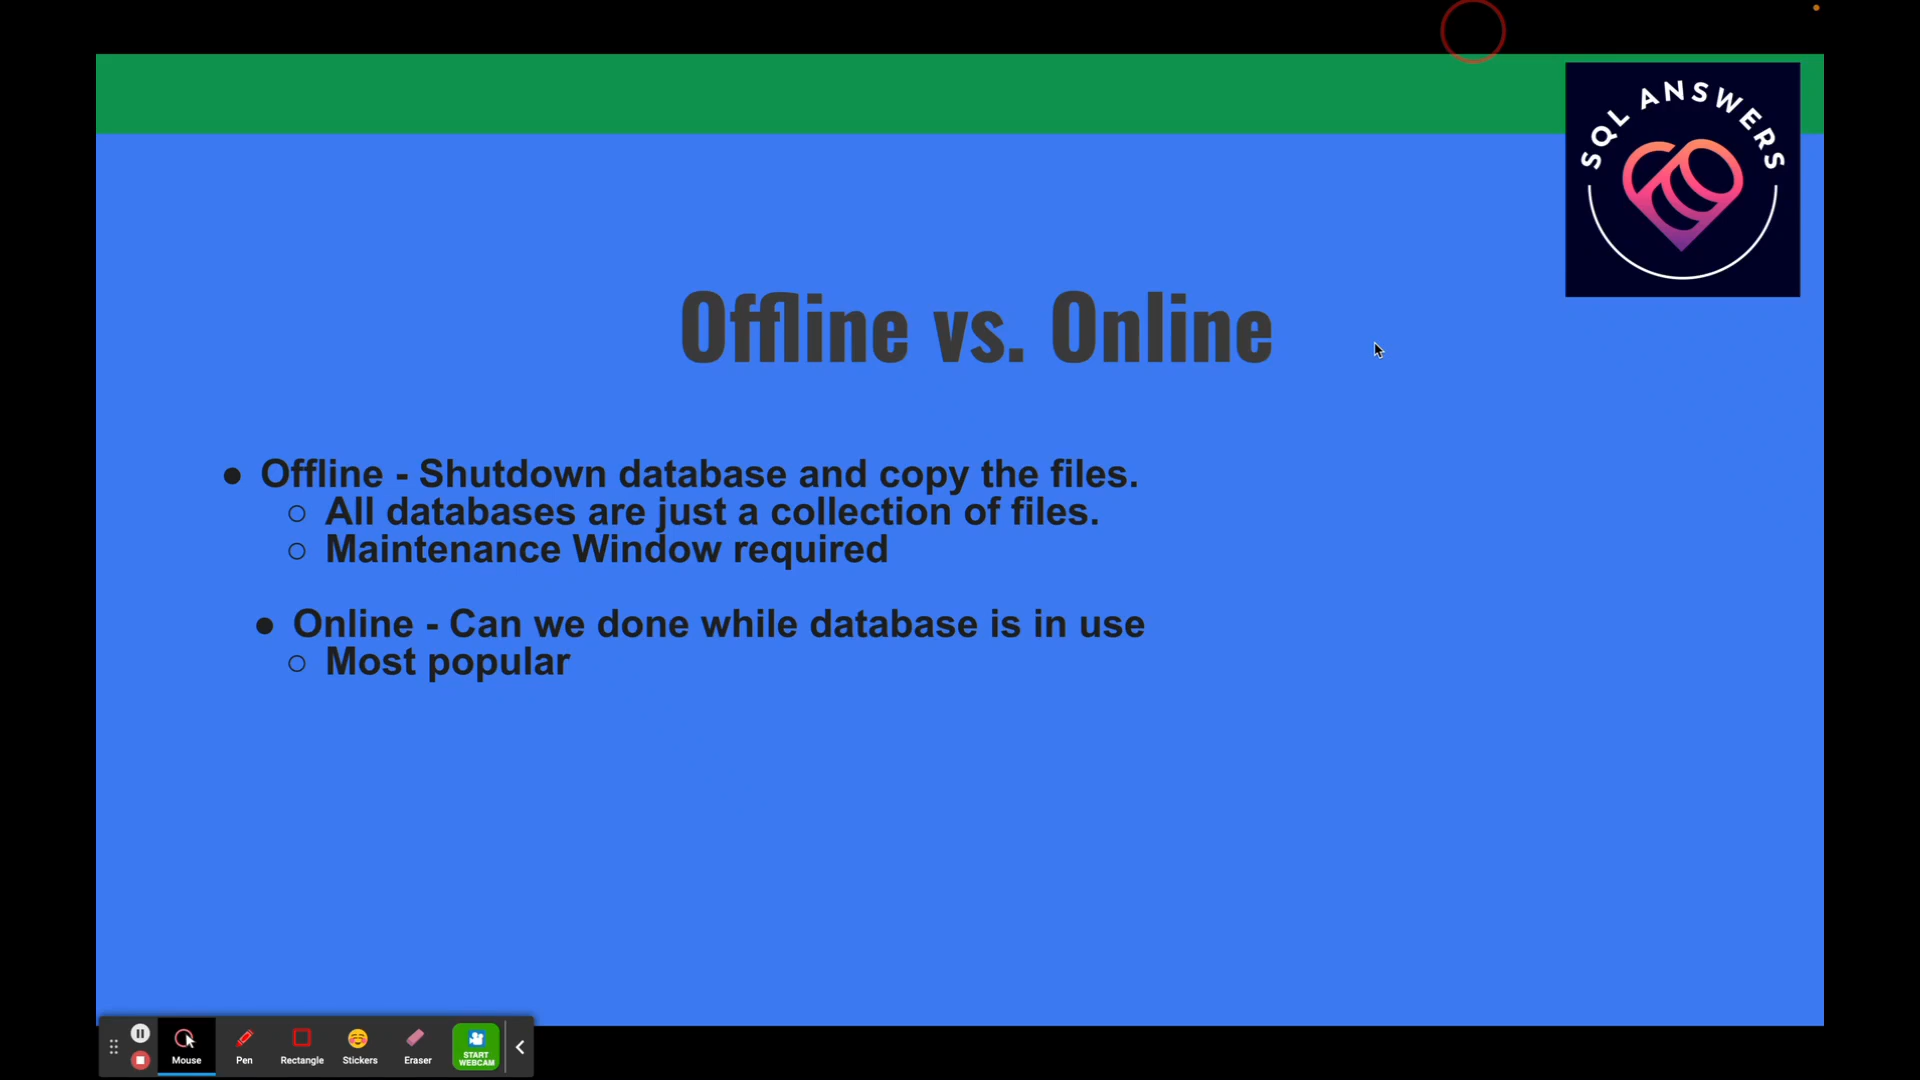 SQL ANSWERS
Offline vs. Online
● Offline - Shutdown database and copy the files.
○ All databases are just a collection of files.
○ Maintenance Window required
● Online - Can we done while database is in use
○ Most popular
Mouse
Pen
Rectangle
Stickers
Eraser
START
WEBCAM